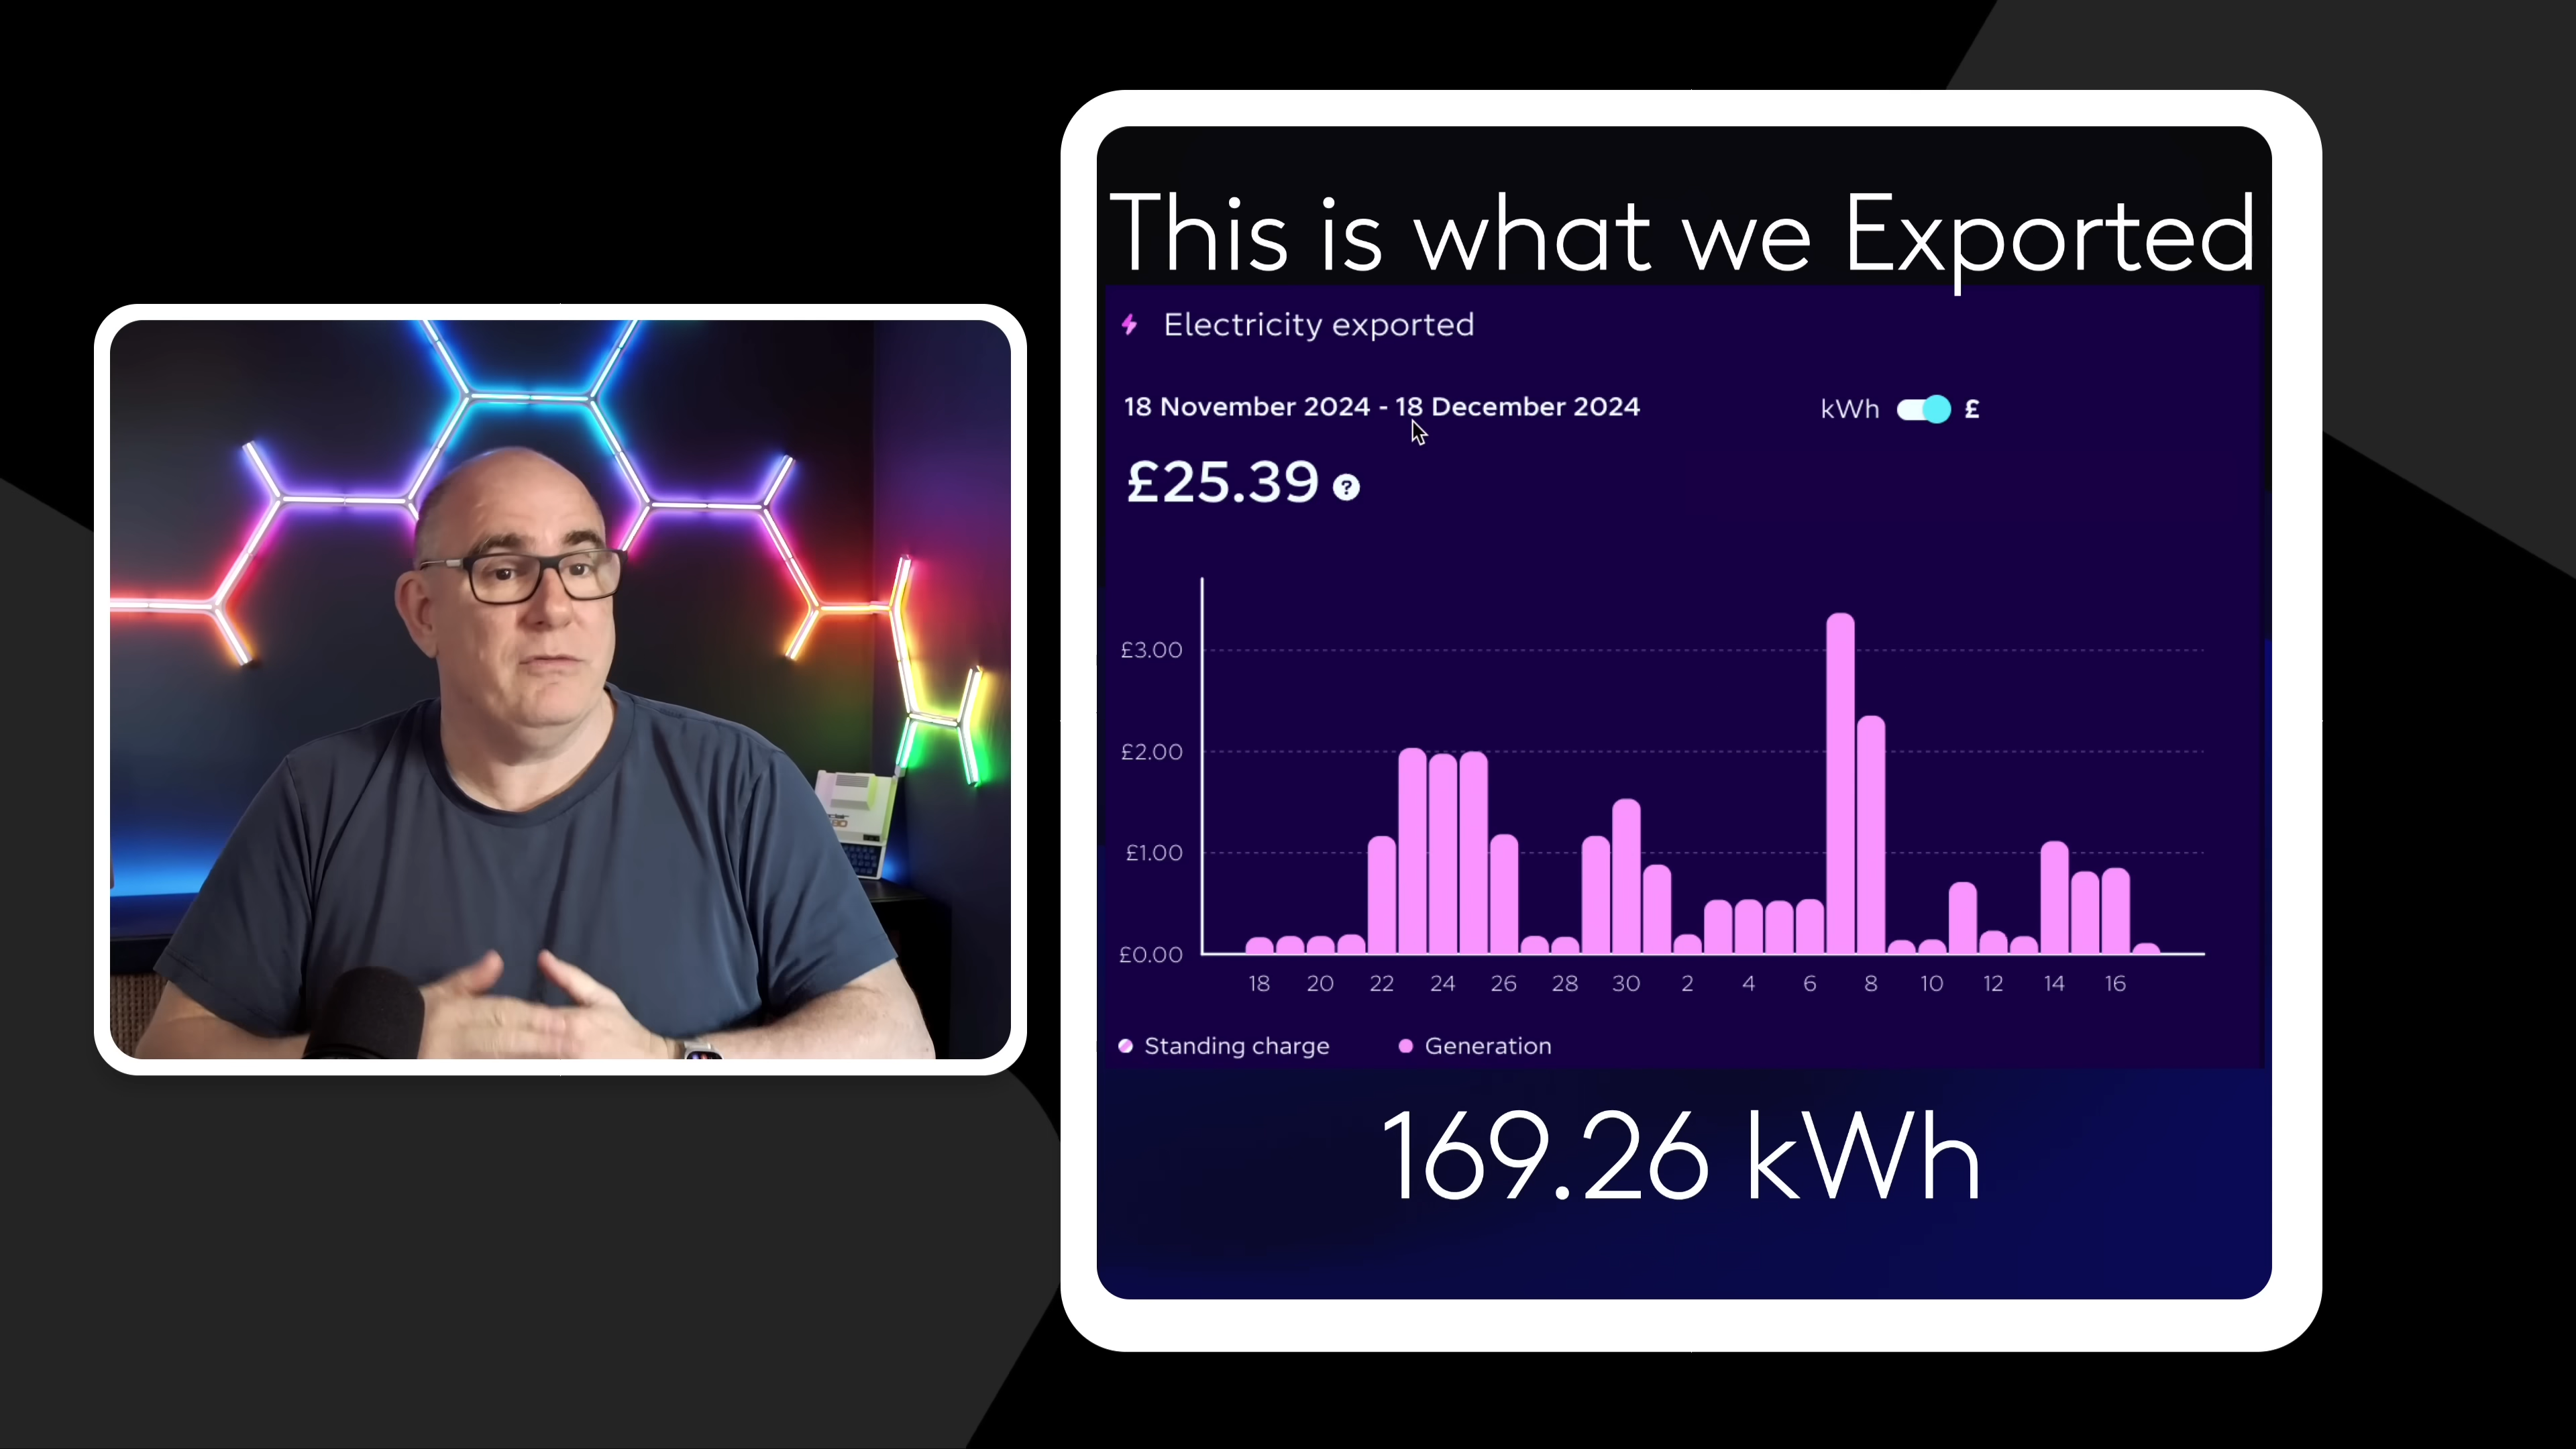 This is what we Exported
Electricity exported
18 November 2024 - 18 December 2024
kWh £
£25.39 ?
£3.00
£2.00
£1.00
£0.00
18 20 22 24 26 28 30 2 4 6 8 10 12 14 16
Standing charge Generation
169.26 kWh